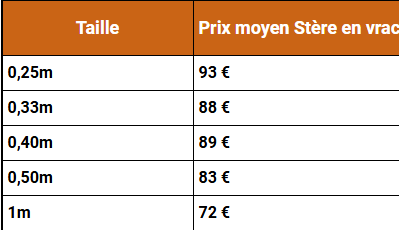 Taille Prix moyen Stère en vrac
0,25m 93 €
0,33m 88 €
0,40m 89 €
0,50m 83 €
1m 72 €